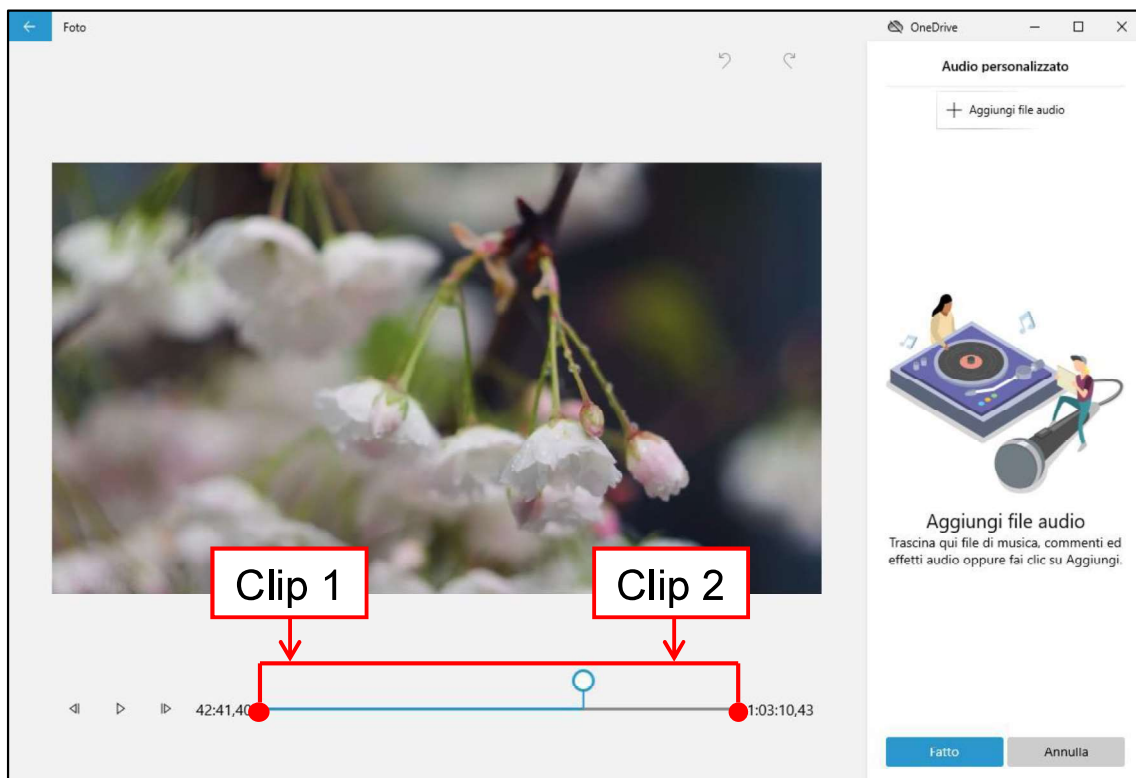 Foto
OneDrive
Audio personalizzato
Aggiungi file audio
Aggiungi file audio
Trascina qui file di musica, commenti ed
effetti audio oppure fai clic su Aggiungi.
Clip 1
Clip 2
42:41,40
1:03:10,43
Fatto
Annulla